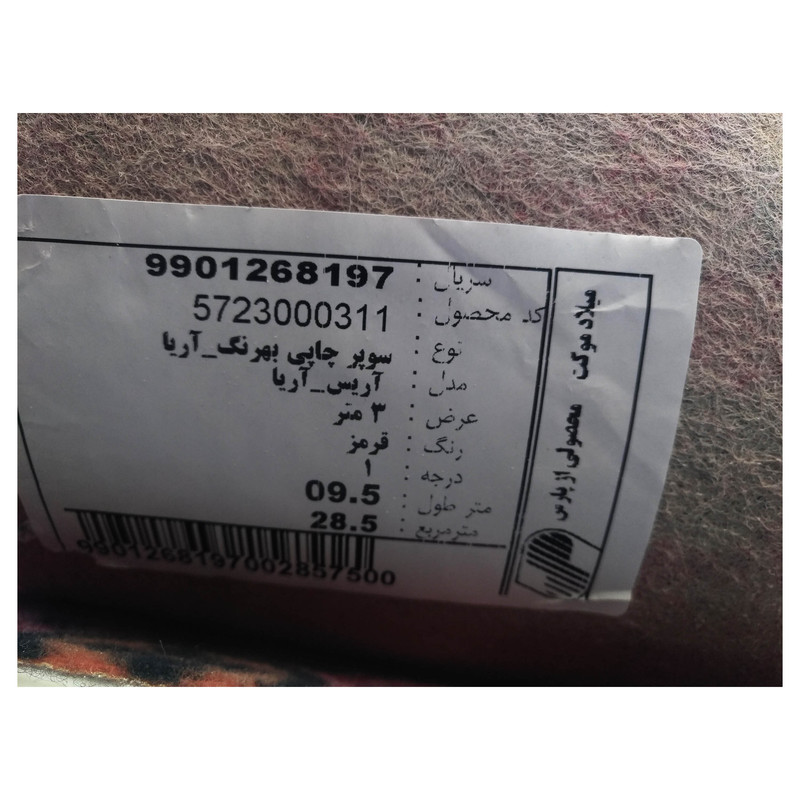 سریال : 9901268197
کد محصول : 5723000311
نوع : سوپر چاپی بهرنگ_آریا
مدل : آریس_آریا
عرض : ۳ متر
رنگ : قرمز
درجه : ۱
متر طول : 09.5
مترمربع : 28.5
9901268197002857500
میلاد موکت محصولی از پارس